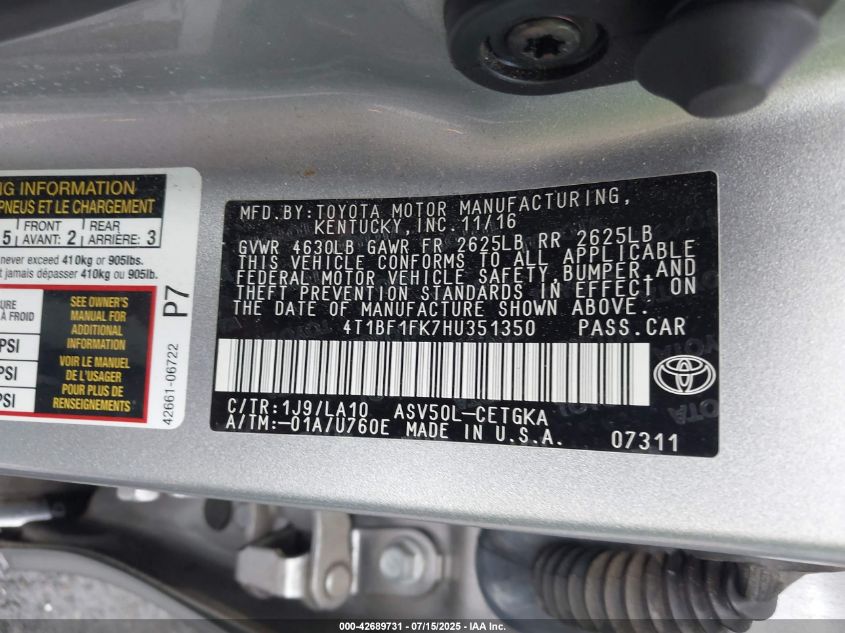 NG INFORMATION
PNEUS ET LE CHARGEMENT
5 FRONT AVANT: 2 REAR ARRIÈRE: 3
never exceed 410kg or 905lbs.
t jamais dépasser 410kg ou 905lb.
À FROID
PSI
PSI
PSI
SEE OWNER'S
MANUAL FOR
ADDITIONAL
INFORMATION
VOIR LE MANUEL
DE L'USAGER
POUR PLUS DE
RENSEIGNEMENTS
P7
42661-06722
MFD.BY:TOYOTA MOTOR MANUFACTURING,
KENTUCKY,INC.11/16
GVWR 4630LB GAWR FR 2625LB RR 2625LB
THIS VEHICLE CONFORMS TO ALL APPLICABLE
FEDERAL MOTOR VEHICLE SAFETY,BUMPER,AND
THEFT PREVENTION STANDARDS IN EFFECT ON
THE DATE OF MANUFACTURE SHOWN ABOVE.
4T1BF1FK7HU351350 PASS.CAR
C/TR:1J9/LA10 ASV50L-CETGKA
A/TM:-01A/U760E MADE IN U.S.A. 07311
000-42689731 - 07/15/2025 - IAA Inc.